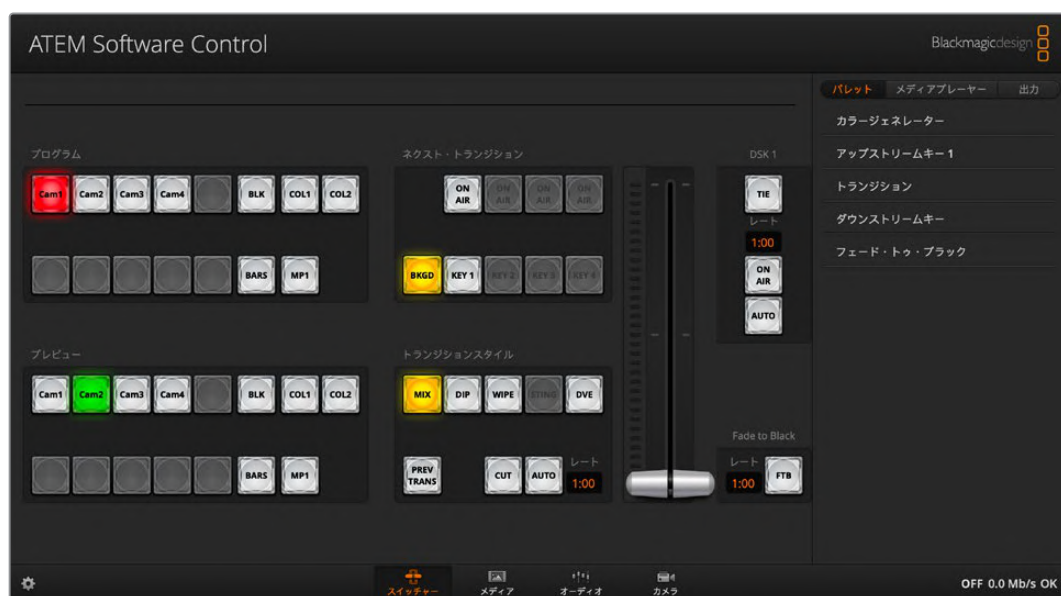 ATEM Software Control
Blackmagicdesign
パレット メディアプレーヤー 出力
カラージェネレーター
アップストリームキー 1
トランジション
ダウンストリームキー
フェード・トゥ・ブラック
プログラム
Cam1 Cam2 Cam3 Cam4 BLK COL1 COL2
BARS MP1
ネクスト・トランジション
ON AIR ON AIR ON AIR ON AIR
BKGD KEY 1 KEY 2 KEY 3 KEY 4
DSK 1
TIE
レート
1:00
ON AIR
AUTO
プレビュー
Cam1 Cam2 Cam3 Cam4 BLK COL1 COL2
BARS MP1
トランジションスタイル
MIX DIP WIPE STING DVE
PREV TRANS CUT AUTO
レート
1:00
Fade to Black
レート
1:00 FTB
スイッチャー メディア オーディオ カメラ
OFF 0.0 Mb/s OK